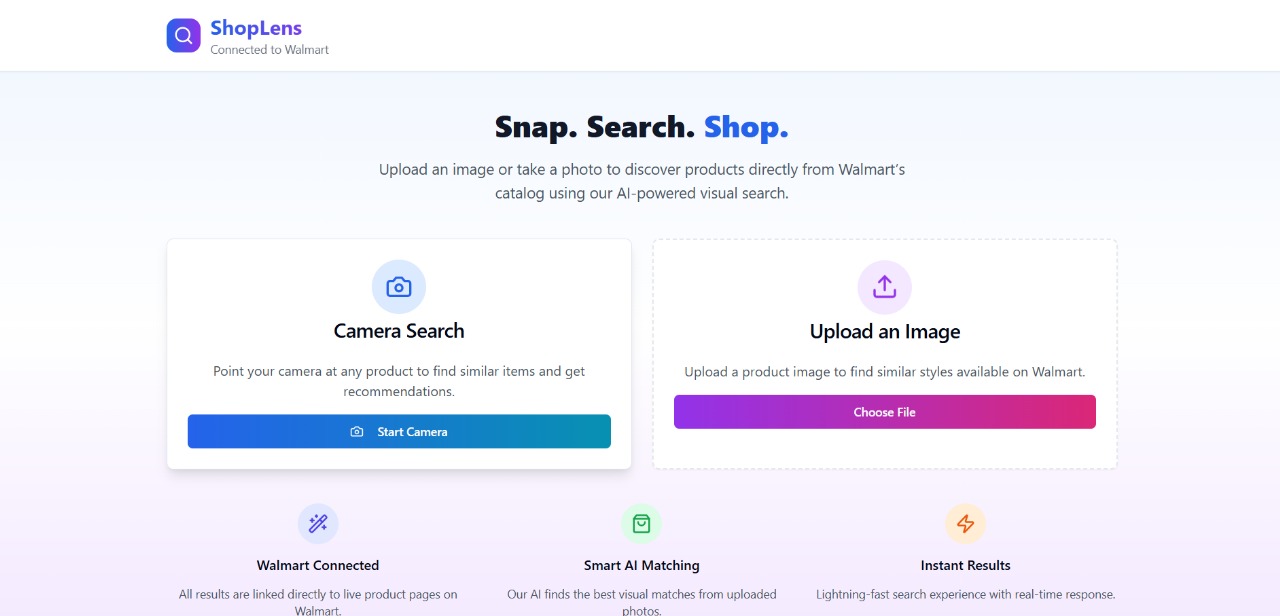 ShopLens
Connected to Walmart
Snap. Search. Shop.
Upload an image or take a photo to discover products directly from Walmart's
catalog using our AI-powered visual search.
Camera Search
Point your camera at any product to find similar items and get
recommendations.
Start Camera
Upload an Image
Upload a product image to find similar styles available on Walmart.
Choose File
Walmart Connected
All results are linked directly to live product pages on
Walmart.
Smart AI Matching
Our AI finds the best visual matches from uploaded
photos.
Instant Results
Lightning-fast search experience with real-time response.